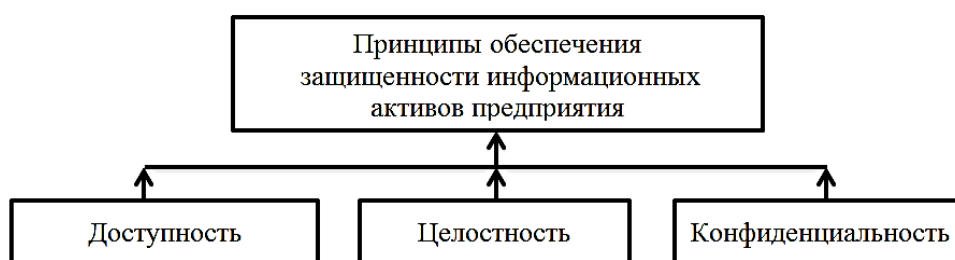 Принципы обеспечения
защищенности информационных
активов предприятия
Доступность
Целостность
Конфиденциальность